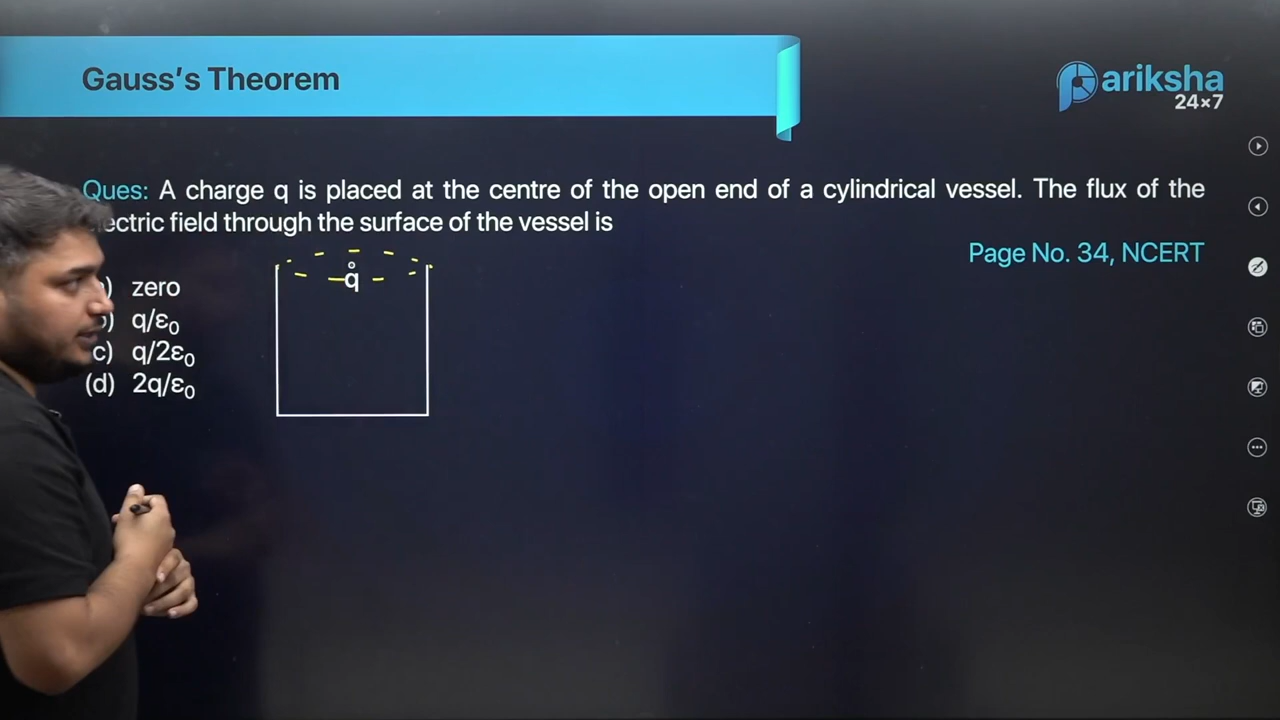 Gauss's Theorem
ariksha
24×7
Ques: A charge q is placed at the centre of the open end of a cylindrical vessel. The flux of the
field through the surface of the vessel is
Page No. 34, NCERT
zero
q/ε₀
c) q/2ε₀
(d) 2q/ε₀
q